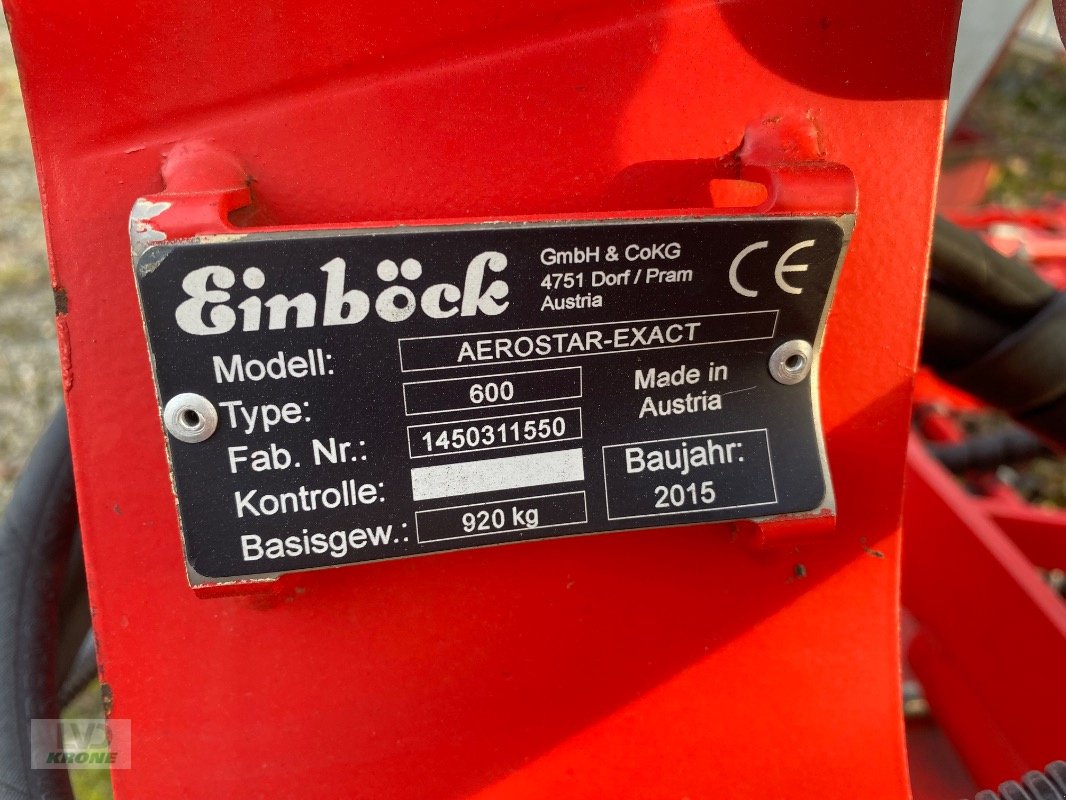 Einböck
GmbH & CoKG
4751 Dorf / Pram
Austria
CE
Modell: AEROSTAR-EXACT
Type: 600
Made in
Austria
Fab. Nr.: 1450311550
Kontrolle:
Baujahr:
2015
Basisgew.: 920 kg
LVD
KRONE